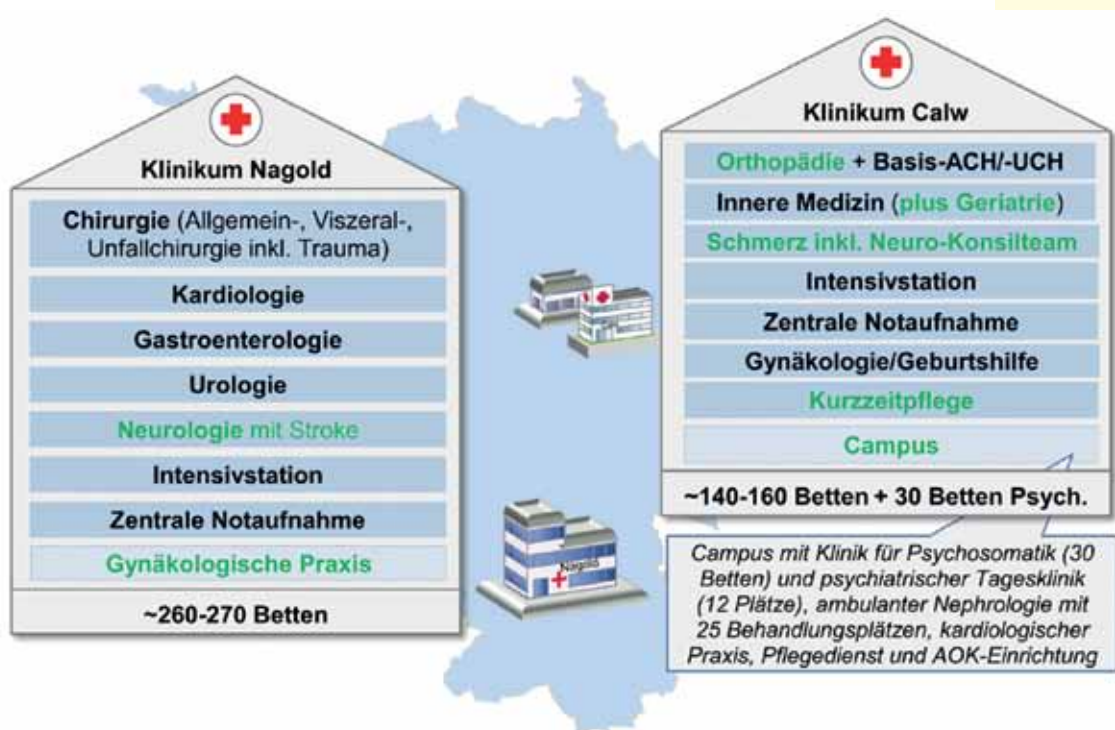 Klinikum Nagold
Chirurgie (Allgemein-, Viszeral-,
Unfallchirurgie inkl. Trauma)
Kardiologie
Gastroenterologie
Urologie
Neurologie mit Stroke
Intensivstation
Zentrale Notaufnahme
Gynäkologische Praxis
~260-270 Betten
Nagold
Klinikum Calw
Orthopädie + Basis-ACH/-UCH
Innere Medizin (plus Geriatrie)
Schmerz inkl. Neuro-Konsilteam
Intensivstation
Zentrale Notaufnahme
Gynäkologie/Geburtshilfe
Kurzzeitpflege
Campus
~140-160 Betten + 30 Betten Psych.
Campus mit Klinik für Psychosomatik (30
Betten) und psychiatrischer Tagesklinik
(12 Plätze), ambulanter Nephrologie mit
25 Behandlungsplätzen, kardiologischer
Praxis, Pflegedienst und AOK-Einrichtung